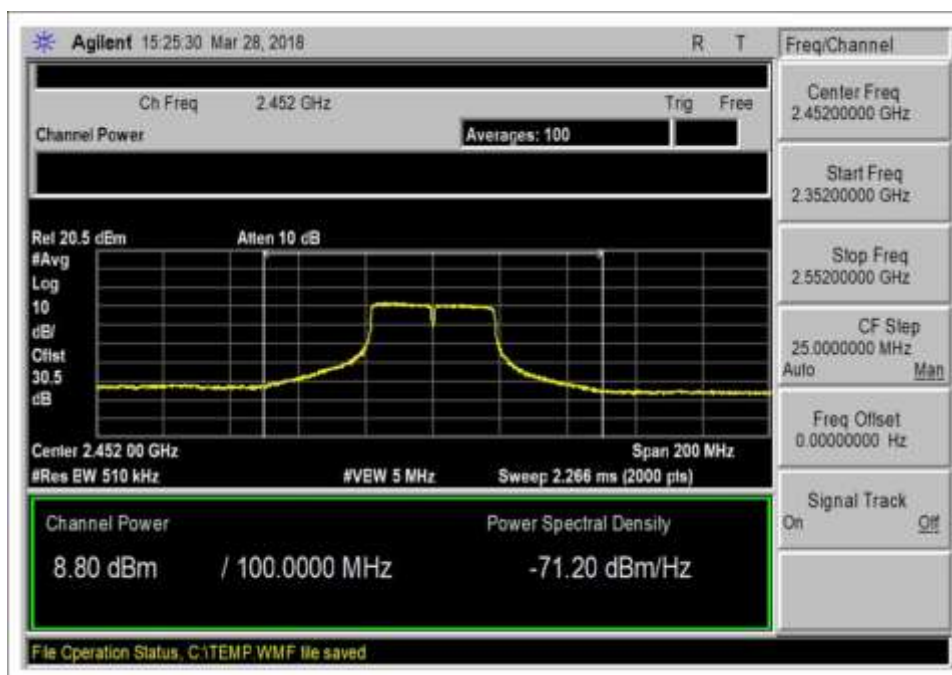 Agilent 15:25:30 Mar 28, 2018 R T
Ch Freq 2.452 GHz Trig Free
Channel Power Averages: 100
Ref 20.5 dBm Atten 10 dB
#Avg
Log
10
dB/
Offst
30.5
dB
Center 2.452 00 GHz Span 200 MHz
#Res BW 510 kHz #VBW 5 MHz Sweep 2.266 ms (2000 pts)
Channel Power Power Spectral Density
8.80 dBm / 100.0000 MHz -71.20 dBm/Hz
File Operation Status, C:\TEMP.WMF file saved
Freq/Channel
Center Freq
2.45200000 GHz
Start Freq
2.35200000 GHz
Stop Freq
2.55200000 GHz
CF Step
25.0000000 MHz
Auto Man
Freq Offset
0.00000000 Hz
Signal Track
On Off